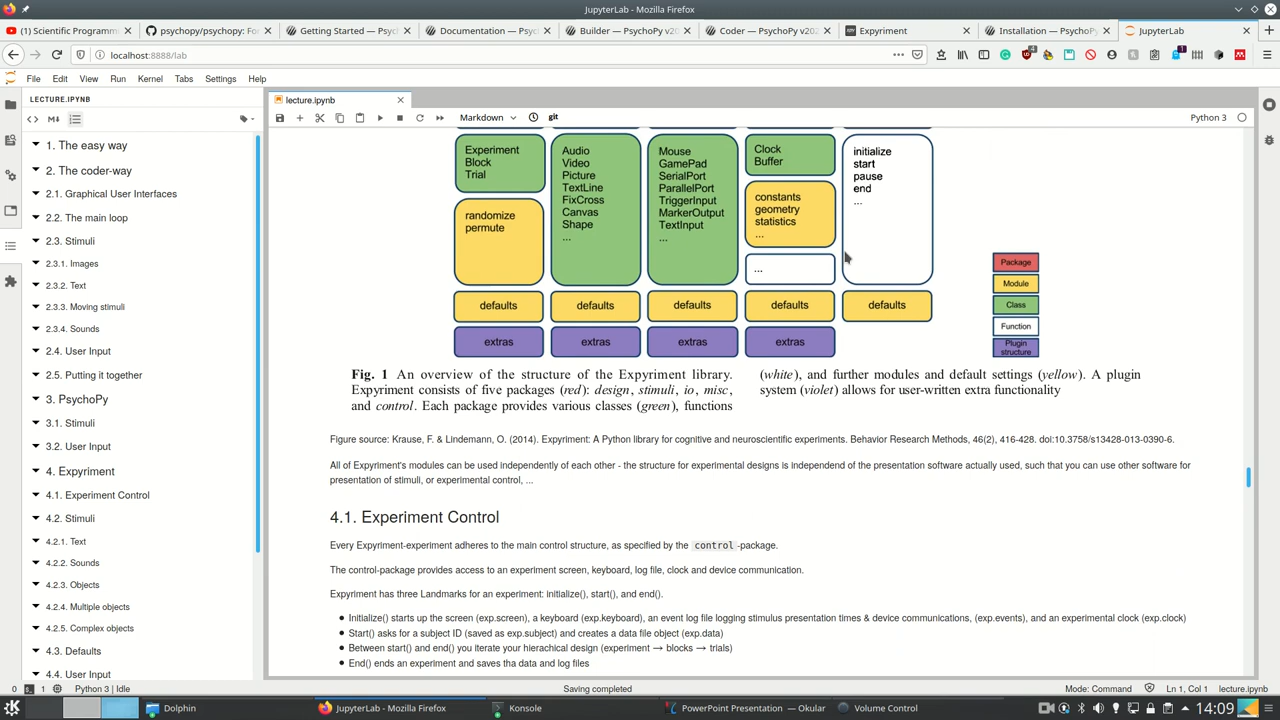 JupyterLab - Mozilla Firefox
(1) Scientific Programm
psychopy/psychopy: For
Getting Started — Psych
Documentation — Psych
Builder — PsychoPy v20
Coder — PsychoPy v202
Expyriment
Installation — PsychoPy
JupyterLab
localhost:8888/lab
File Edit View Run Kernel Tabs Settings Help
LECTURE.IPYNB
lecture.ipynb
M↓
Markdown
git
Python 3
1. The easy way
2. The coder-way
2.1. Graphical User Interfaces
2.2. The main loop
2.3. Stimuli
2.3.1. Images
2.3.2. Text
2.3.3. Moving stimuli
2.3.4. Sounds
2.4. User Input
2.5. Putting it together
3. PsychoPy
3.1. Stimuli
3.2. User Input
4. Expyriment
4.1. Experiment Control
4.2. Stimuli
4.2.1. Text
4.2.2. Sounds
4.2.3. Objects
4.2.4. Multiple objects
4.2.5. Complex objects
4.3. Defaults
4.4. User Input
Experiment
Block
Trial
randomize
permute
defaults
extras
Audio
Video
Picture
TextLine
FixCross
Canvas
Shape
...
defaults
extras
Mouse
GamePad
SerialPort
ParallelPort
TriggerInput
MarkerOutput
TextInput
...
defaults
extras
Clock
Buffer
constants
geometry
statistics
...
...
defaults
extras
initialize
start
pause
end
...
defaults
Package
Module
Class
Function
Plugin
structure
Fig. 1 An overview of the structure of the Expyriment library.
Expyriment consists of five packages (red): design, stimuli, io, misc,
and control. Each package provides various classes (green), functions
(white), and further modules and default settings (yellow). A plugin
system (violet) allows for user-written extra functionality
Figure source: Krause, F. & Lindemann, O. (2014). Expyriment: A Python library for cognitive and neuroscientific experiments. Behavior Research Methods, 46(2), 416-428. doi:10.3758/s13428-013-0390-6.
All of Expyriment's modules can be used independently of each other - the structure for experimental designs is independend of the presentation software actually used, such that you can use other software for
presentation of stimuli, or experimental control, ...
4.1. Experiment Control
Every Expyriment-experiment adheres to the main control structure, as specified by the control -package.
The control-package provides access to an experiment screen, keyboard, log file, clock and device communication.
Expyriment has three Landmarks for an experiment: initialize(), start(), and end().
● Initialize() starts up the screen (exp.screen), a keyboard (exp.keyboard), an event log file logging stimulus presentation times & device communications, (exp.events), and an experimental clock (exp.clock)
● Start() asks for a subject ID (saved as exp.subject) and creates a data file object (exp.data)
● Between start() and end() you iterate your hierachical design (experiment → blocks → trials)
● End() ends an experiment and saves tha data and log files
0 1 Python 3 | Idle
Saving completed
Mode: Command
Ln 1, Col 1
lecture.ipynb
Dolphin
JupyterLab - Mozilla Firefox
Konsole
PowerPoint Presentation — Okular
Volume Control
14:09